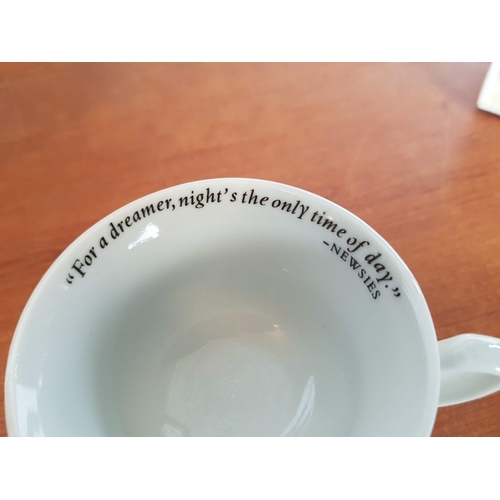 “For a dreamer, night’s the only time of day.”
–NEWSIES